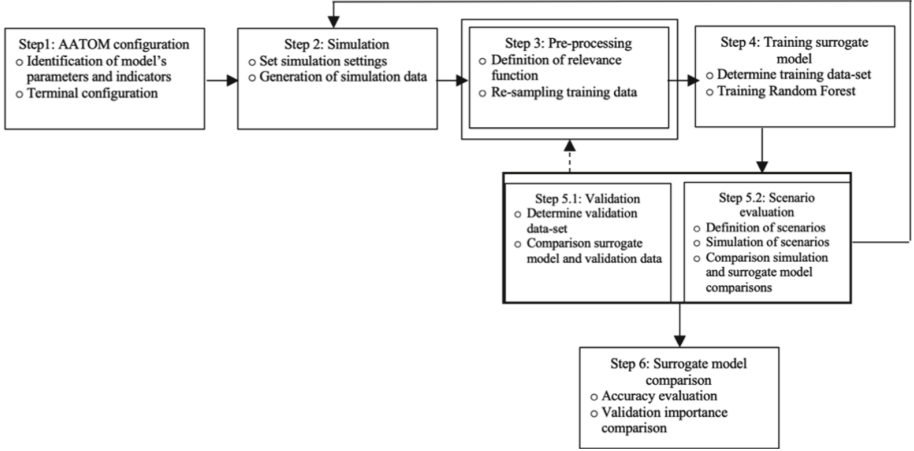 Step1: AATOM configuration
o Identification of model's
parameters and indicators
o Terminal configuration
Step 2: Simulation
o Set simulation settings
o Generation of simulation data
Step 3: Pre-processing
o Definition of relevance
function
o Re-sampling training data
Step 4: Training surrogate
model
o Determine training data-set
o Training Random Forest
Step 5.1: Validation
o Determine validation
data-set
o Comparison surrogate
model and validation data
Step 5.2: Scenario
evaluation
o Definition of scenarios
o Simulation of scenarios
o Comparison simulation
and surrogate model
comparisons
Step 6: Surrogate model
comparison
o Accuracy evaluation
o Validation importance
comparison